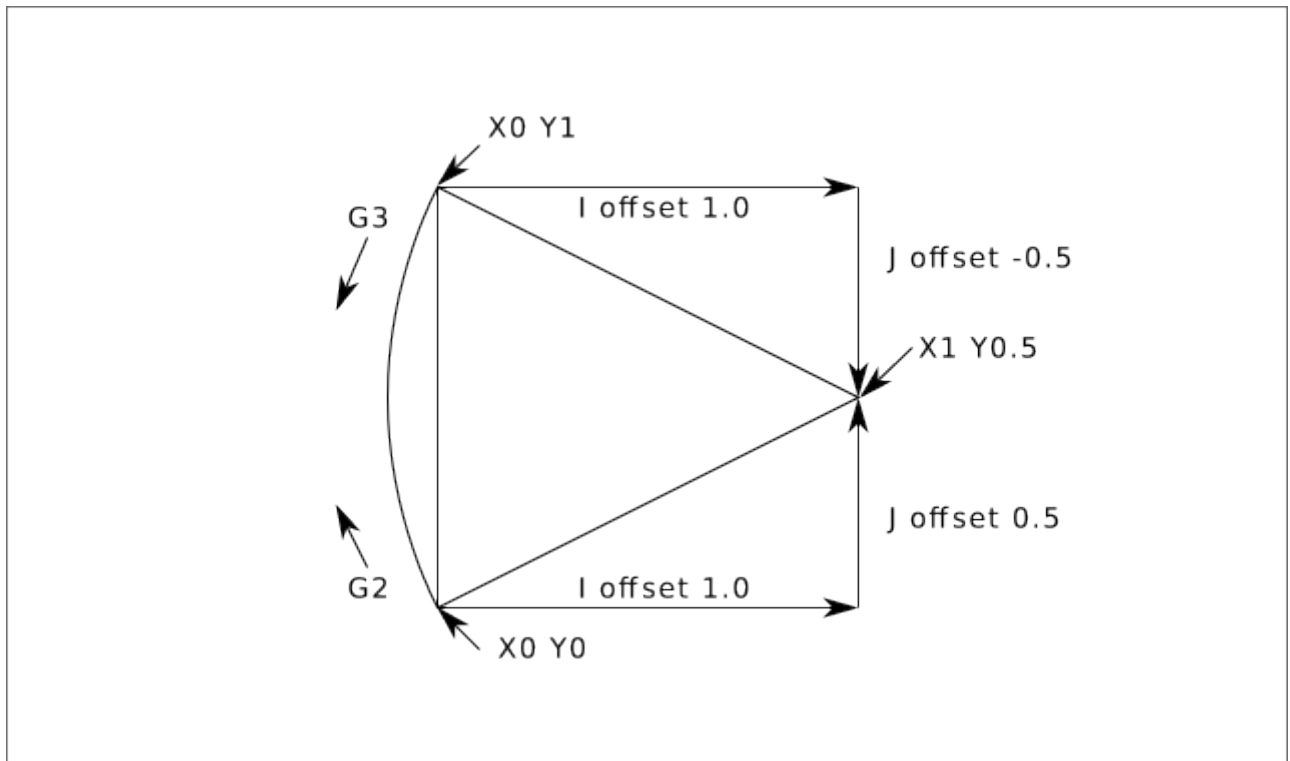 X0 Y1
I offset 1.0
G3
J offset -0.5
X1 Y0.5
J offset 0.5
I offset 1.0
G2
X0 Y0